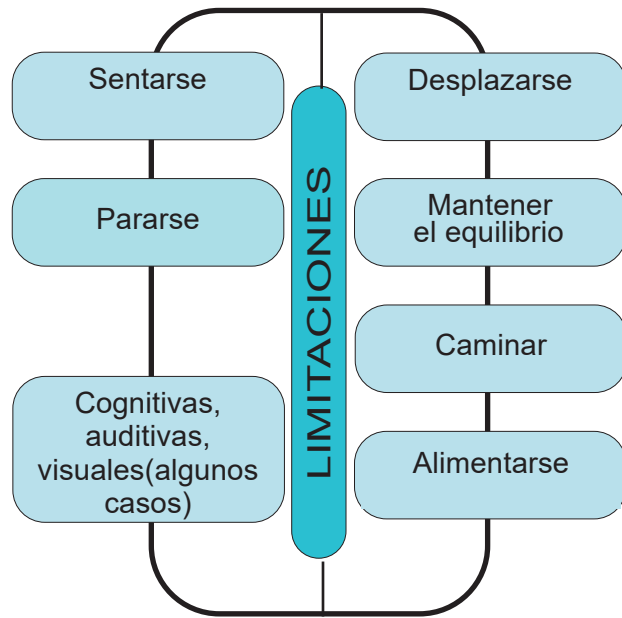 Sentarse
Pararse
Cognitivas,
auditivas,
visuales(algunos
casos)
LIMITACIONES
Desplazarse
Mantener
el equilibrio
Caminar
Alimentarse